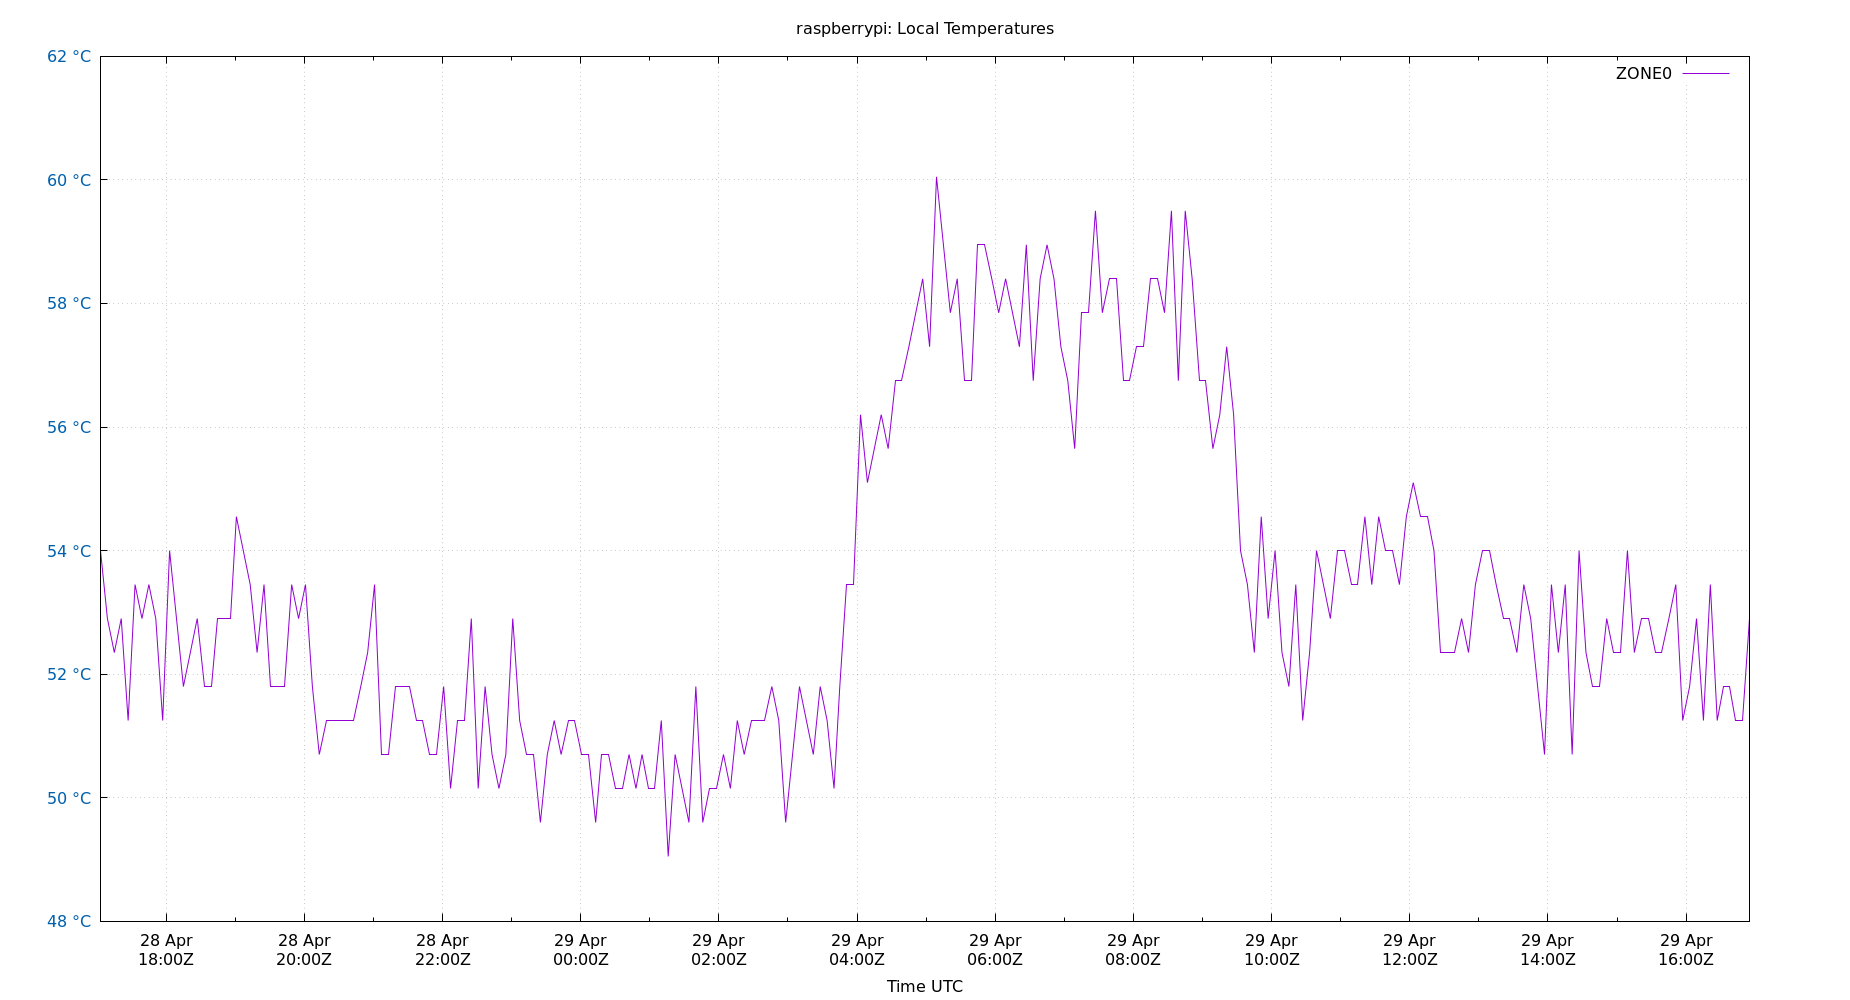 raspberrypi: Local Temperatures
62 °C
ZONE0
60 °C
58 °C
56 °C
54 °C
52 °C
50 °C
48 °C
28 Apr 28 Apr 28 Apr 29 Apr 29 Apr 29 Apr 29 Apr 29 Apr 29 Apr 29 Apr 29 Apr 29 Apr
18:00Z 20:00Z 22:00Z 00:00Z 02:00Z 04:00Z 06:00Z 08:00Z 10:00Z 12:00Z 14:00Z 16:00Z
Time UTC